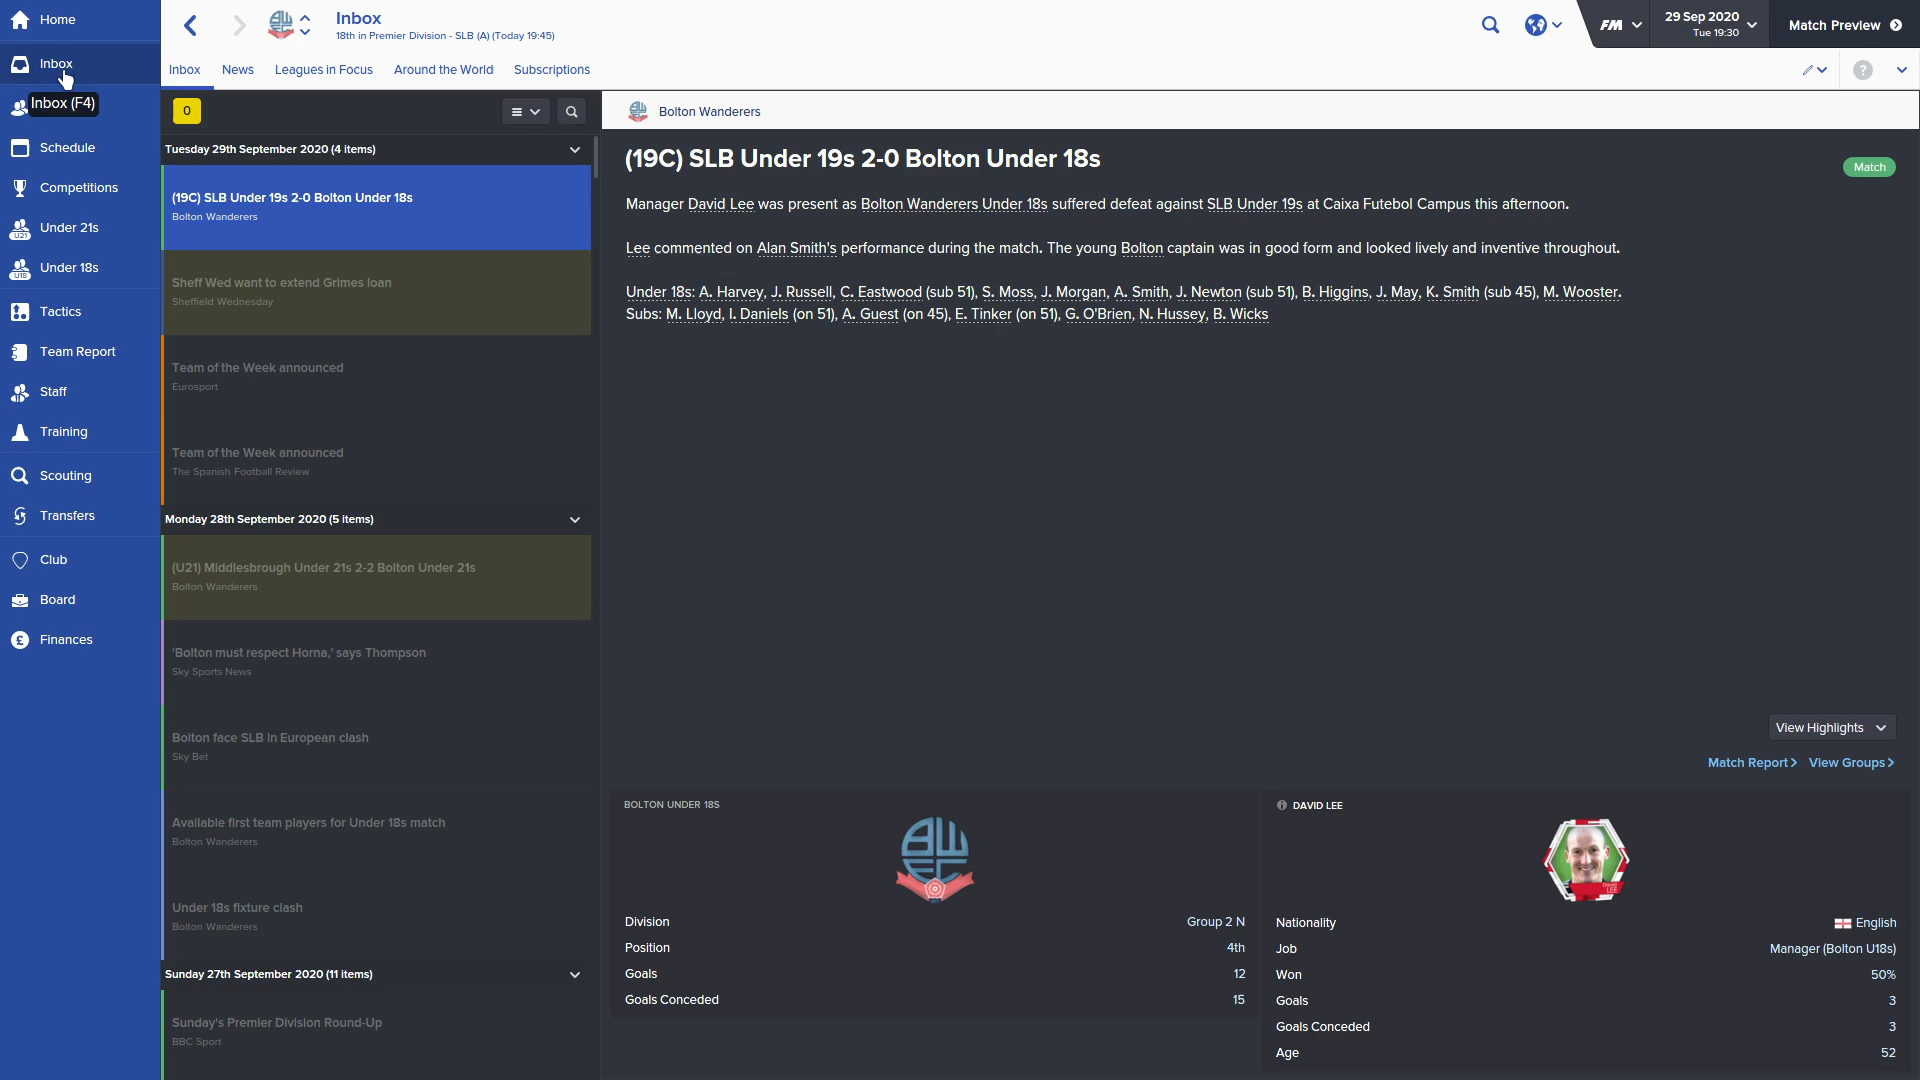 Home
Inbox
Inbox (F4)
Schedule
Competitions
Under 21s
Under 18s
Tactics
Team Report
Staff
Training
Scouting
Transfers
Club
Board
Finances
Inbox
18th in Premier Division - SLB (A) (Today 19:45)
FM
29 Sep 2020
Tue 19:30
Match Preview
Inbox
News
Leagues in Focus
Around the World
Subscriptions
0
Tuesday 29th September 2020 (4 items)
(19C) SLB Under 19s 2-0 Bolton Under 18s
Bolton Wanderers
Sheff Wed want to extend Grimes loan
Sheffield Wednesday
Team of the Week announced
Eurosport
Team of the Week announced
The Spanish Football Review
Monday 28th September 2020 (5 items)
(U21) Middlesbrough Under 21s 2-2 Bolton Under 21s
Bolton Wanderers
'Bolton must respect Horna,' says Thompson
Sky Sports News
Bolton face SLB in European clash
Sky Bet
Available first team players for Under 18s match
Bolton Wanderers
Under 18s fixture clash
Bolton Wanderers
Sunday 27th September 2020 (11 items)
Sunday's Premier Division Round-Up
BBC Sport
Bolton Wanderers
(19C) SLB Under 19s 2-0 Bolton Under 18s
Match
Manager David Lee was present as Bolton Wanderers Under 18s suffered defeat against SLB Under 19s at Caixa Futebol Campus this afternoon.
Lee commented on Alan Smith's performance during the match. The young Bolton captain was in good form and looked lively and inventive throughout.
Under 18s: A. Harvey, J. Russell, C. Eastwood (sub 51), S. Moss, J. Morgan, A. Smith, J. Newton (sub 51), B. Higgins, J. May, K. Smith (sub 45), M. Wooster.
Subs: M. Lloyd, I. Daniels (on 51), A. Guest (on 45), E. Tinker (on 51), G. O'Brien, N. Hussey, B. Wicks
View Highlights
Match Report
View Groups
BOLTON UNDER 18S
Division Group 2 N
Position 4th
Goals 12
Goals Conceded 15
DAVID LEE
David
LEE
Nationality English
Job Manager (Bolton U18s)
Won 50%
Goals 3
Goals Conceded 3
Age 52